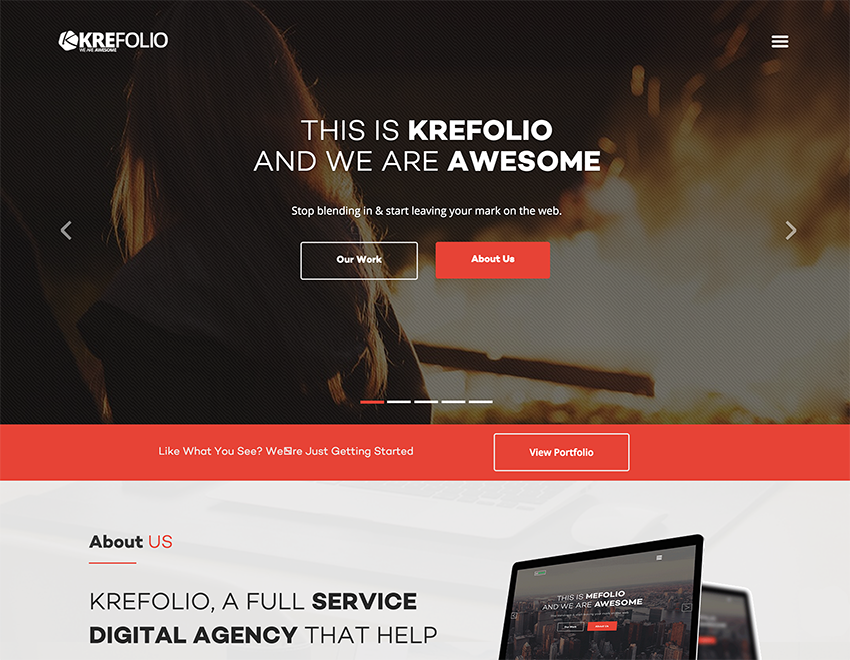 KREFOLIO
WE ARE AWESOME
THIS IS KREFOLIO
AND WE ARE AWESOME
Stop blending in & start leaving your mark on the web.
Our Work
About Us
Like What You See? We re Just Getting Started
View Portfolio
About US
KREFOLIO, A FULL SERVICE
DIGITAL AGENCY THAT HELP
THIS IS MEFOLIO
AND WE ARE AWESOME
Our Work
About Us